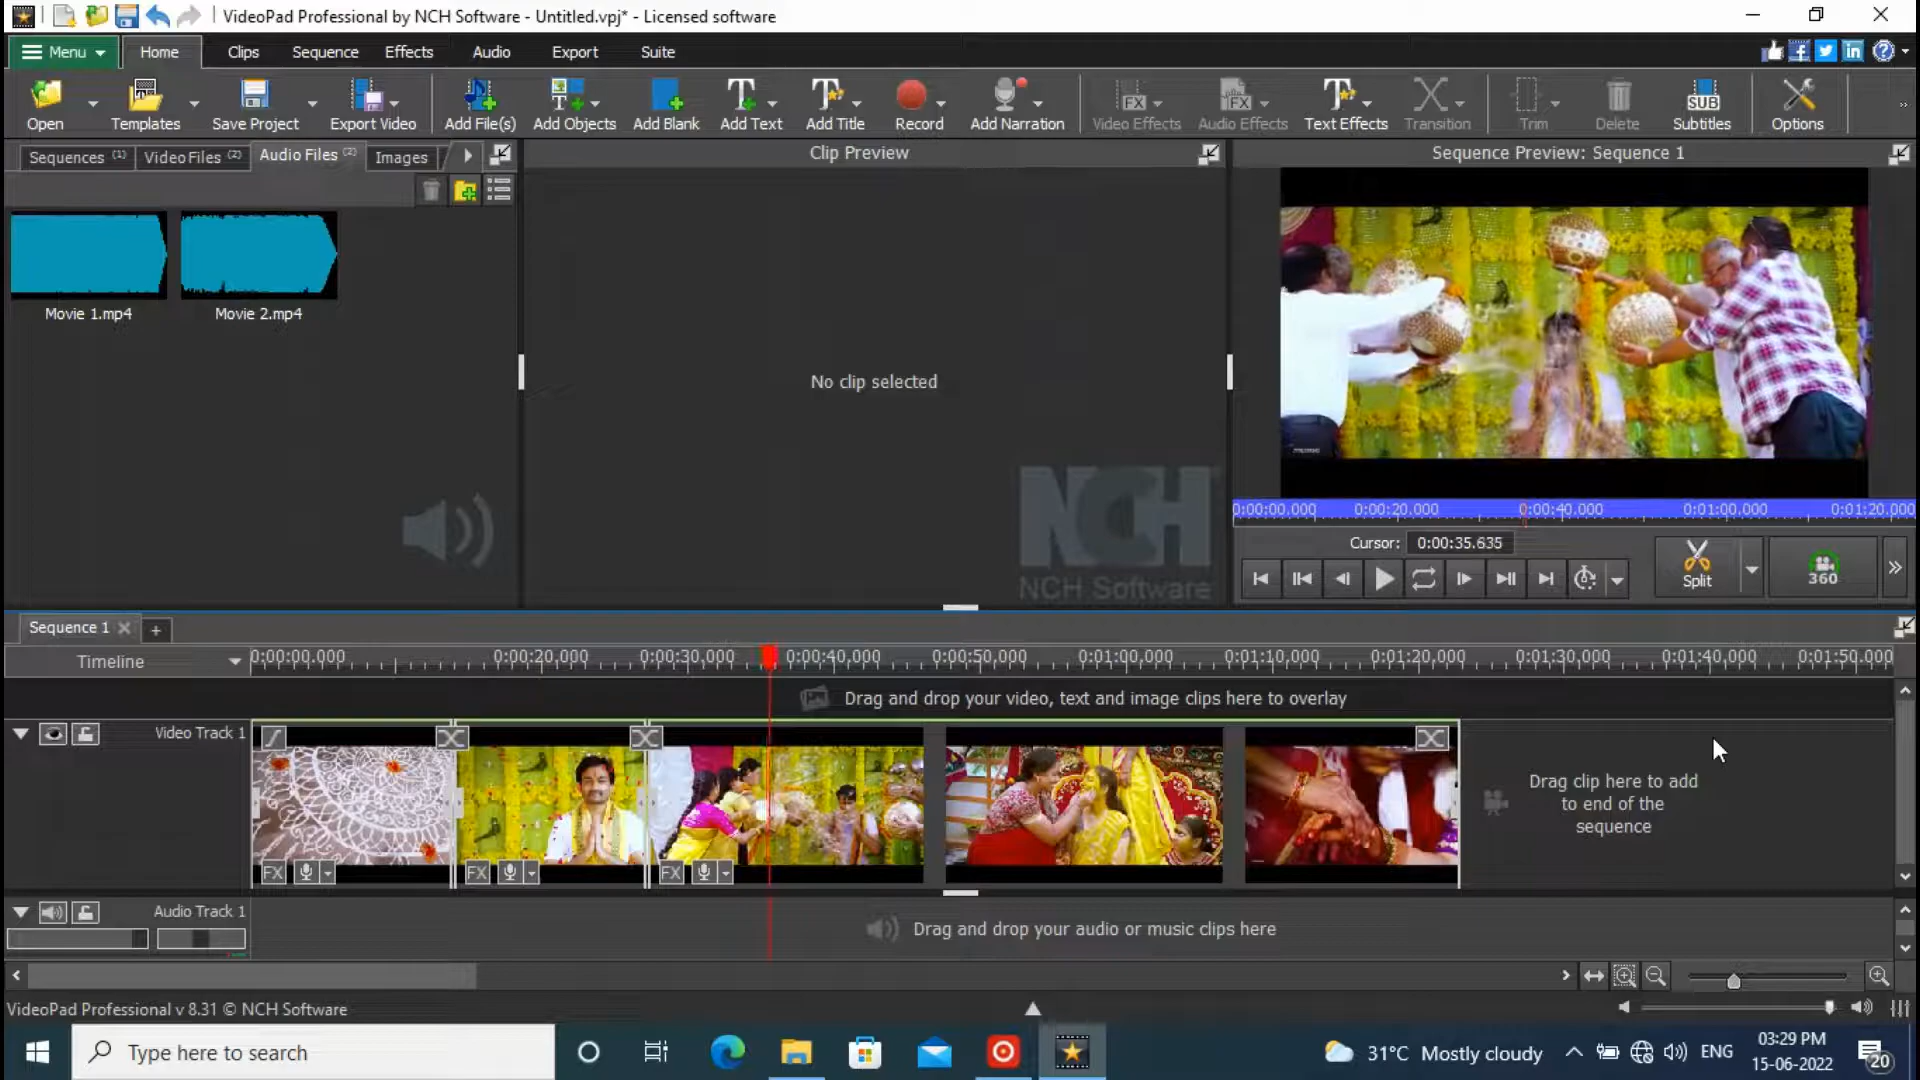 VideoPad Professional by NCH Software - Untitled.vpj* - Licensed software
Menu Home Clips Sequence Effects Audio Export Suite
Open Templates Save Project Export Video Add File(s) Add Objects Add Blank Add Text Add Title Record Add Narration Video Effects Audio Effects Text Effects Transition Trim Delete Subtitles Options
Sequences (1) Video Files (2) Audio Files (2) Images
Clip Preview
Sequence Preview: Sequence 1
Movie 1.mp4 Movie 2.mp4
No clip selected
NCH
NCH Software
0:00:00.000 0:00:20.000 0:00:40.000 0:01:00.000 0:01:20.000
Cursor: 0:00:35.635
Split
360
Sequence 1
Timeline
0:00:00.000 0:00:20.000 0:00:30.000 0:00:40.000 0:00:50.000 0:01:00.000 0:01:10.000 0:01:20.000 0:01:30.000 0:01:40.000 0:01:50.000
Drag and drop your video, text and image clips here to overlay
Video Track 1
Drag clip here to add
to end of the
sequence
FX FX FX
Audio Track 1
Drag and drop your audio or music clips here
VideoPad Professional v 8.31 © NCH Software
Type here to search
31°C Mostly cloudy
ENG
03:29 PM
15-06-2022
20